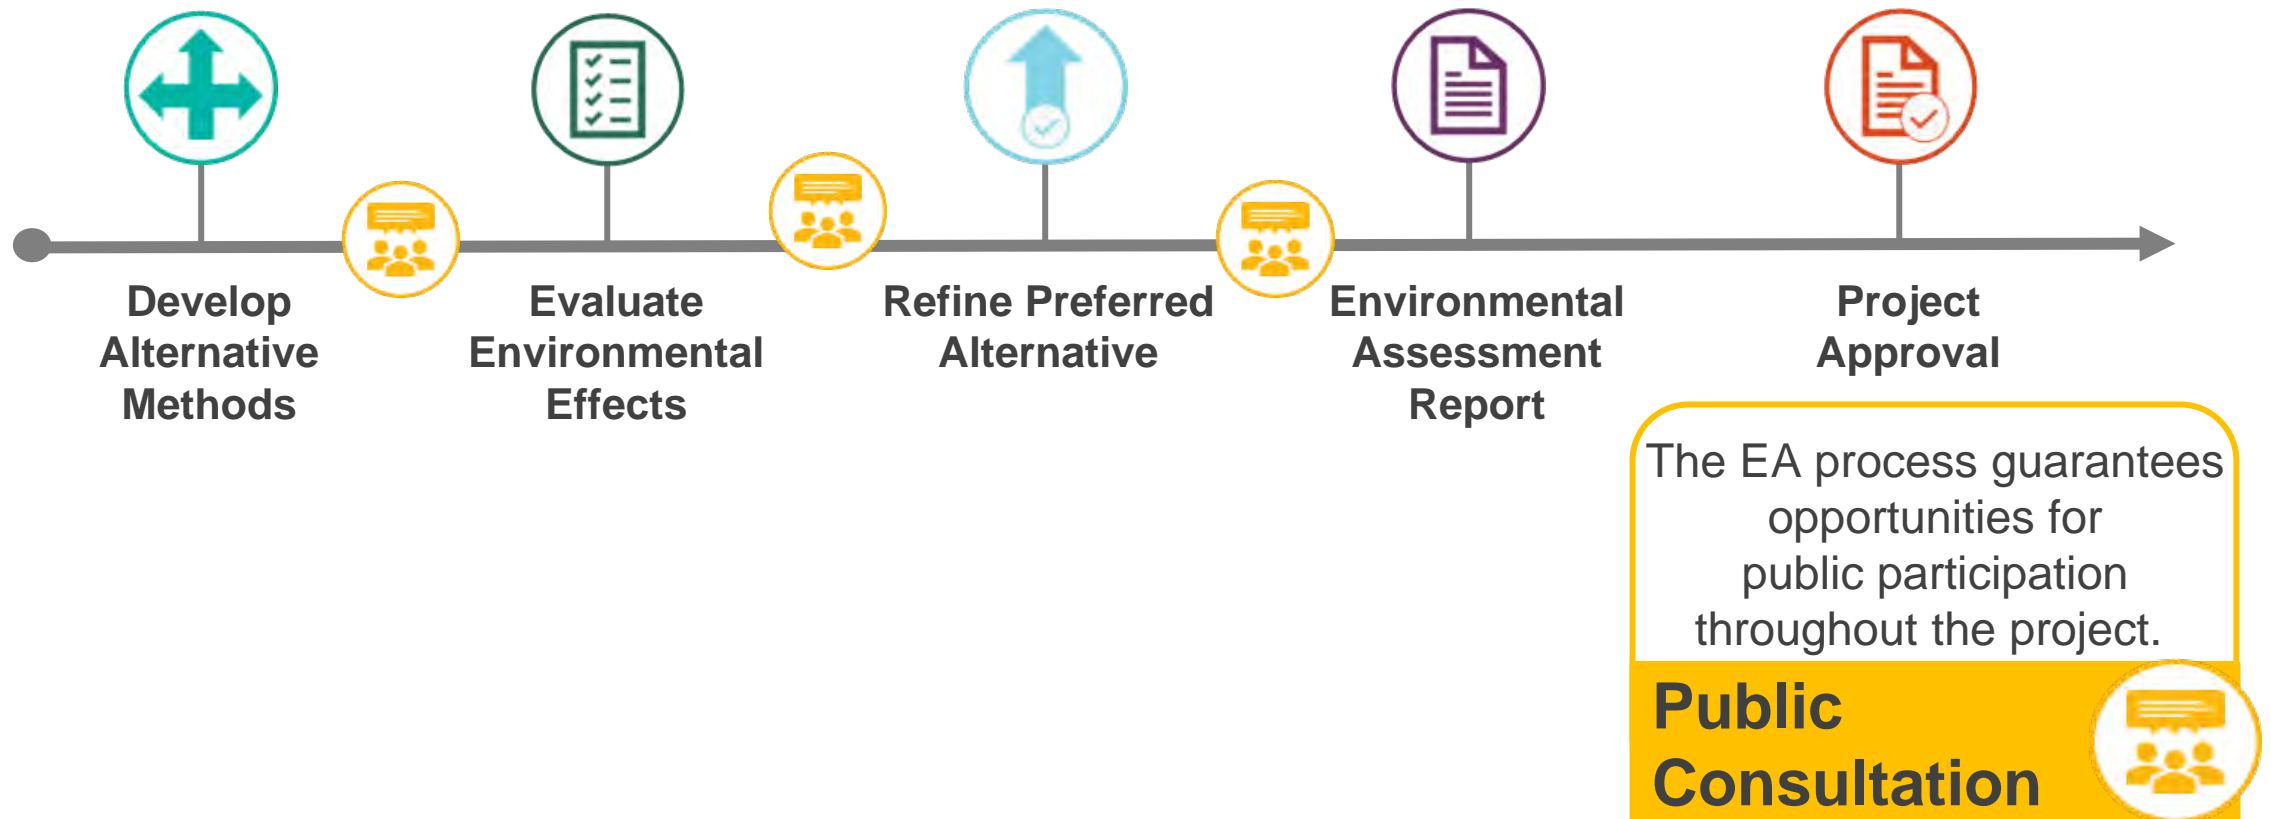 Develop
Alternative
Methods
Evaluate
Environmental
Effects
Refine Preferred
Alternative
Environmental
Assessment
Report
Project
Approval
The EA process guarantees
opportunities for
public participation
throughout the project.
Public
Consultation